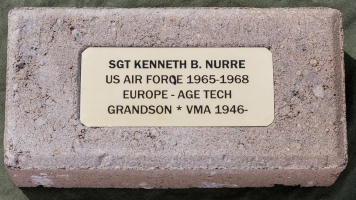 SGT KENNETH B. NURRE
US AIR FORCE 1965-1968
EUROPE - AGE TECH
GRANDSON * VMA 1946-